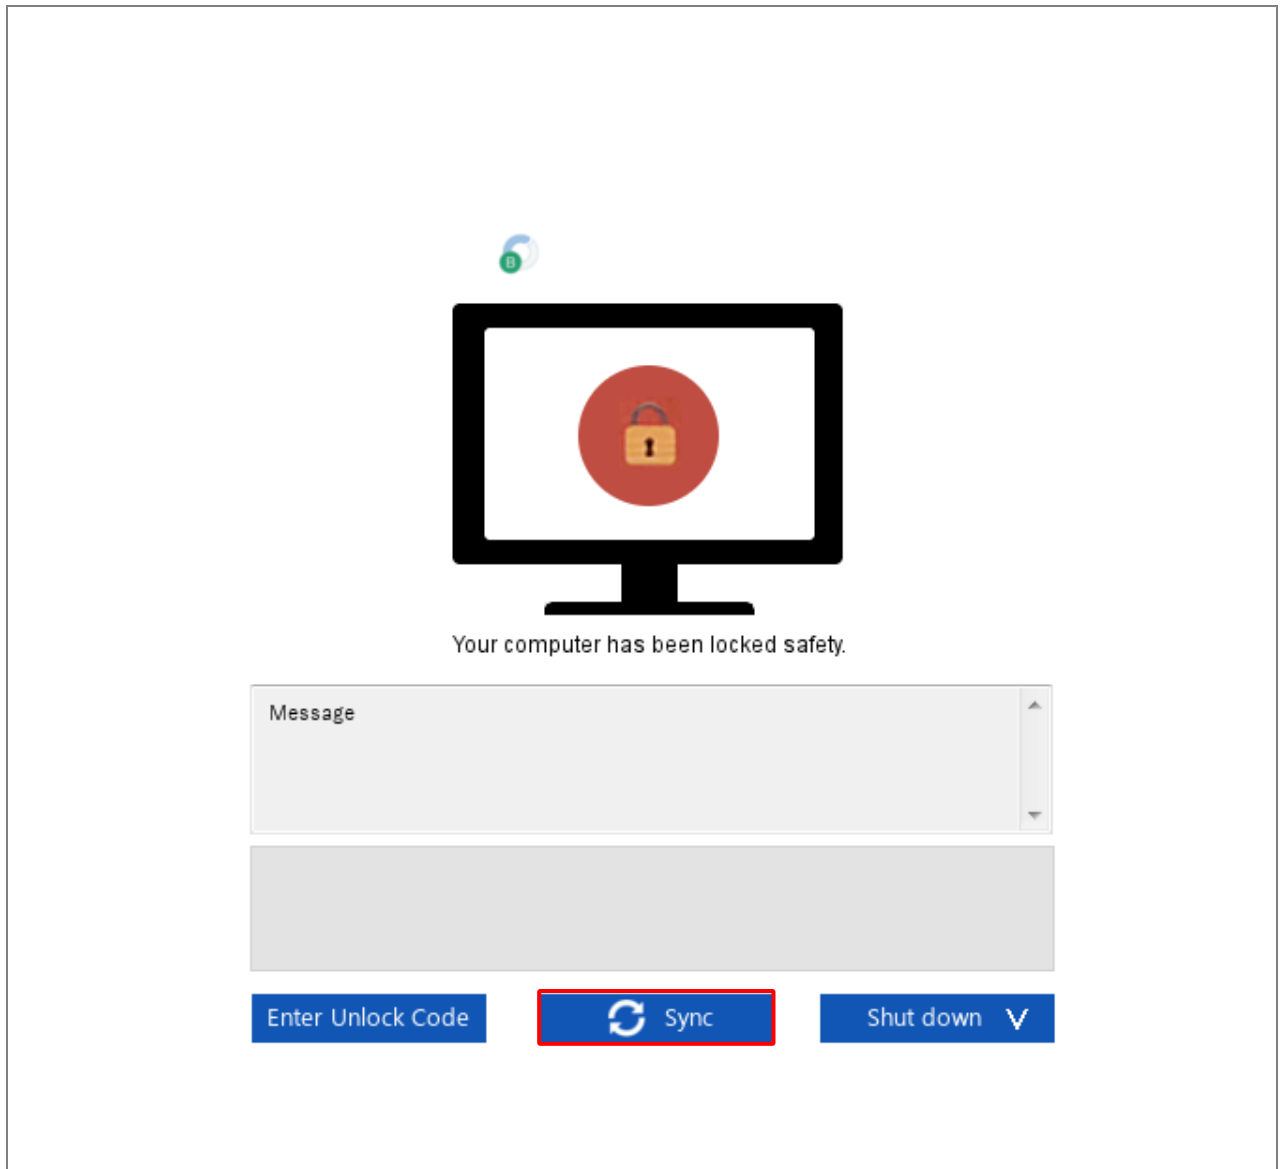 B
Your computer has been locked safety.
Message
Enter Unlock Code
Sync
Shut down